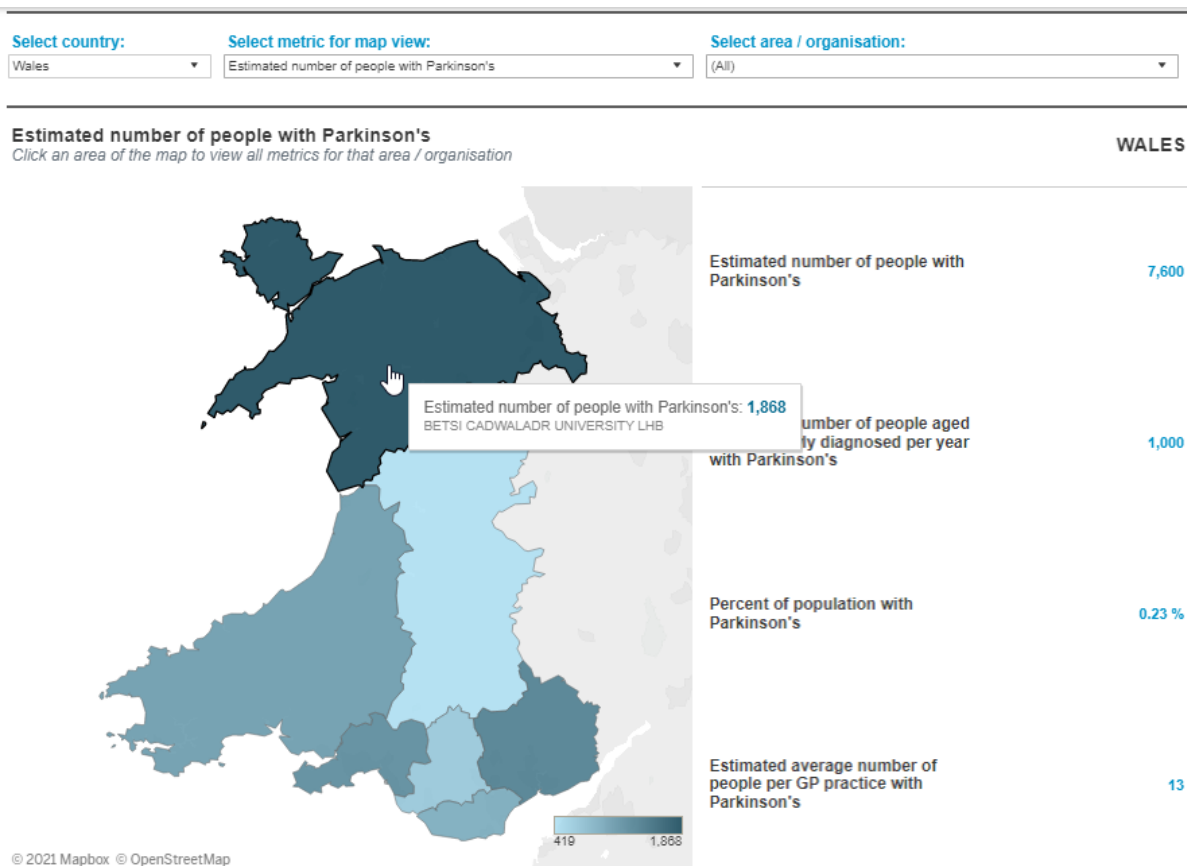 Select country:
Select metric for map view:
Select area / organisation:
Wales
Estimated number of people with Parkinson's
(All)
Estimated number of people with Parkinson's
Click an area of the map to view all metrics for that area / organisation
WALES
Estimated number of people with
Parkinson's
7,600
Estimated number of people with Parkinson's: 1,868
BETSI CADWALADR UNIVERSITY LHB
number of people aged
diagnosed per year
with Parkinson's
1,000
Percent of population with
Parkinson's
0.23 %
Estimated average number of
people per GP practice with
Parkinson's
13
419
1,868
© 2021 Mapbox © OpenStreetMap